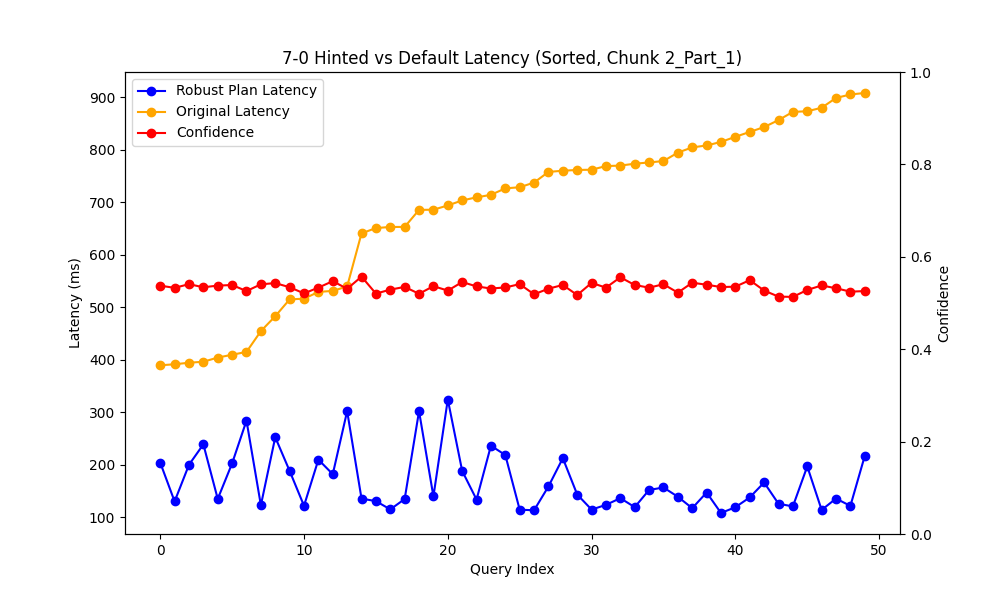 7-0 Hinted vs Default Latency (Sorted, Chunk 2_Part_1)
Robust Plan Latency
Original Latency
Confidence
Latency (ms)
900
800
700
600
500
400
300
200
100
1.0
0.8
0.6
0.4
0.2
0.0
Confidence
0 10 20 30 40 50
Query Index